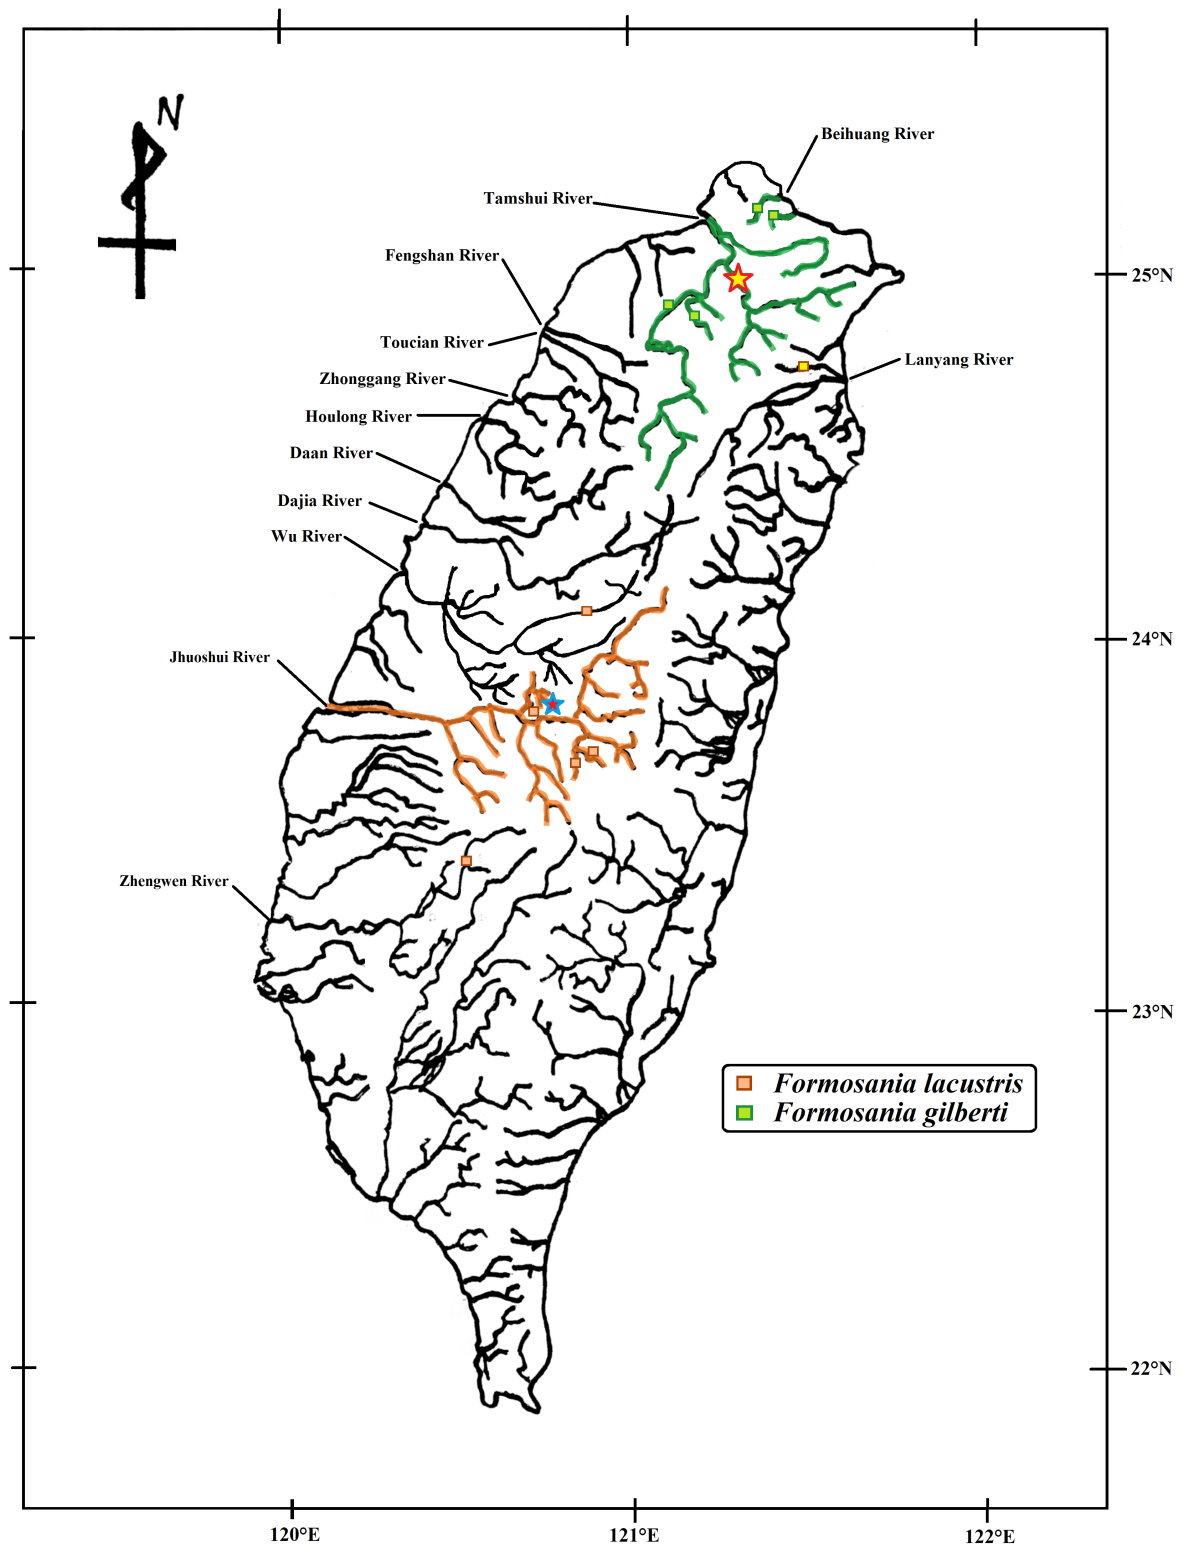 N
Beihuang River
Tamshui River
Fengshan River
25°N
Toucian River
Lanyang River
Zhonggang River
Houlong River
Daan River
Dajia River
Wu River
24°N
Jhuoshui River
Zhengwen River
23°N
Formosania lacustris
Formosania gilberti
22°N
120°E
121°E
122°E